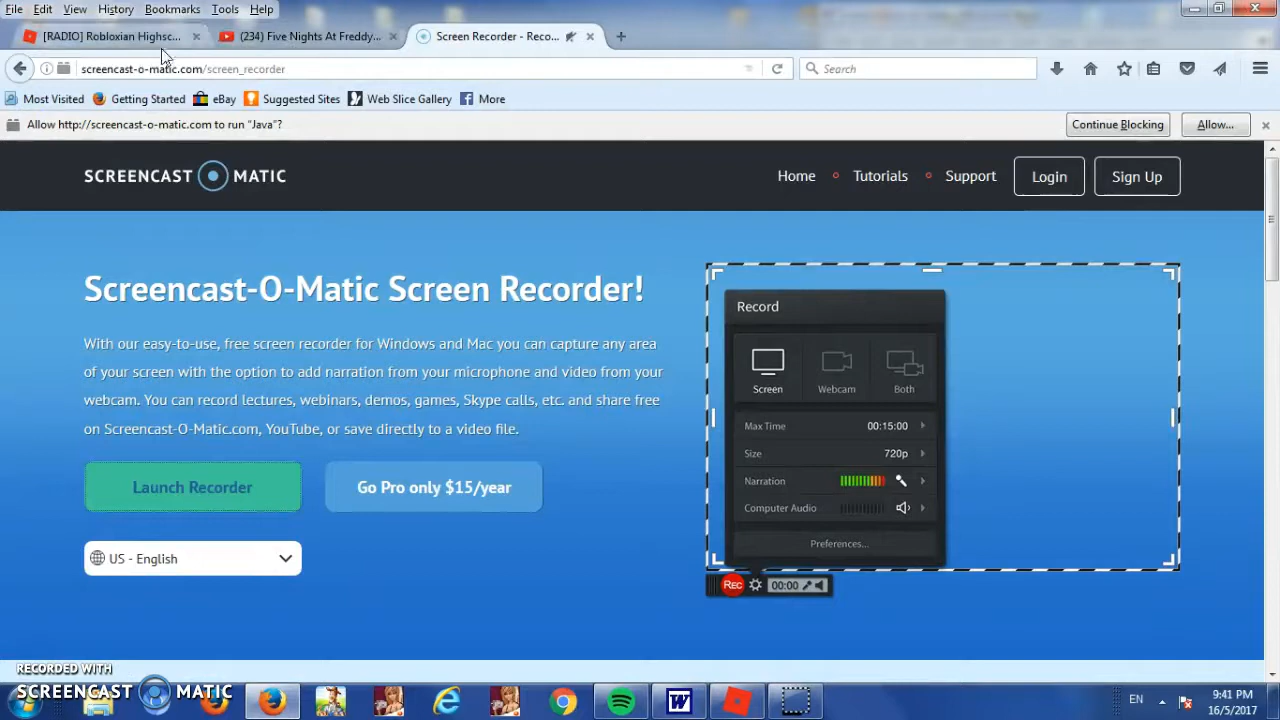 File Edit View History Bookmarks Tools Help
[RADIO] Robloxian Highsc...
(234) Five Nights At Freddy...
Screen Recorder - Reco...
screencast-o-matic.com/screen_recorder
Search
Most Visited Getting Started eBay Suggested Sites Web Slice Gallery More
Allow http://screencast-o-matic.com to run "Java"?
Continue Blocking
Allow...
SCREENCAST MATIC
Home Tutorials Support Login Sign Up
Screencast-O-Matic Screen Recorder!
With our easy-to-use, free screen recorder for Windows and Mac you can capture any area
of your screen with the option to add narration from your microphone and video from your
webcam. You can record lectures, webinars, demos, games, Skype calls, etc. and share free
on Screencast-O-Matic.com, YouTube, or save directly to a video file.
Launch Recorder
Go Pro only $15/year
US - English
Record
Screen Webcam Both
Max Time 00:15:00
Size 720p
Narration
Computer Audio
Preferences...
REC 00:00
RECORDED WITH
SCREENCAST MATIC
EN
9:41 PM
16/5/2017